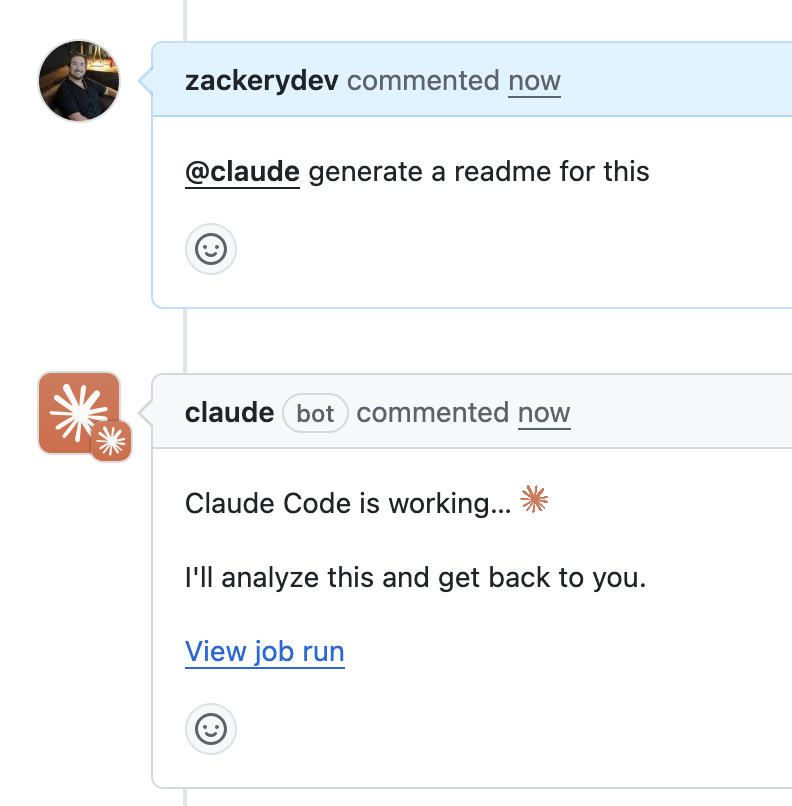 zackerydev commented now
@claude generate a readme for this
claude bot commented now
Claude Code is working...
I'll analyze this and get back to you.
View job run